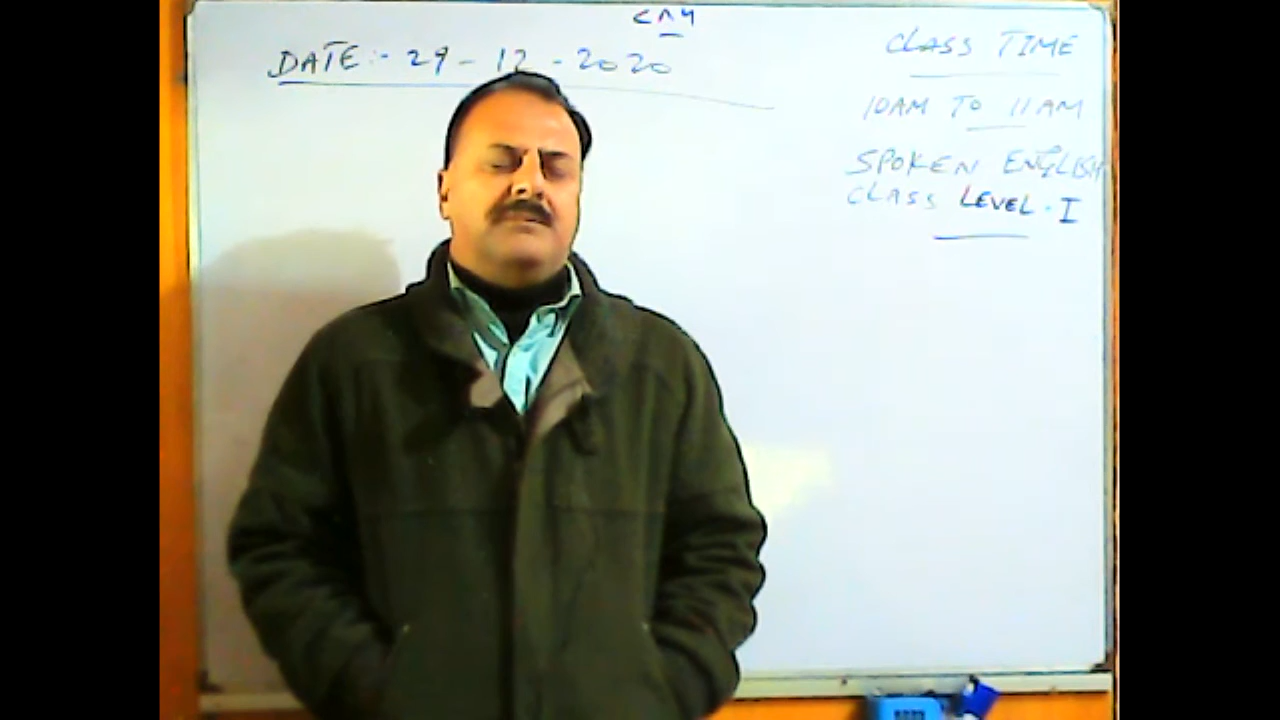 DATE:- 29 - 12 - 2020
CLASS TIME
10AM TO 11AM
SPOKEN ENGLISH
CLASS LEVEL - I